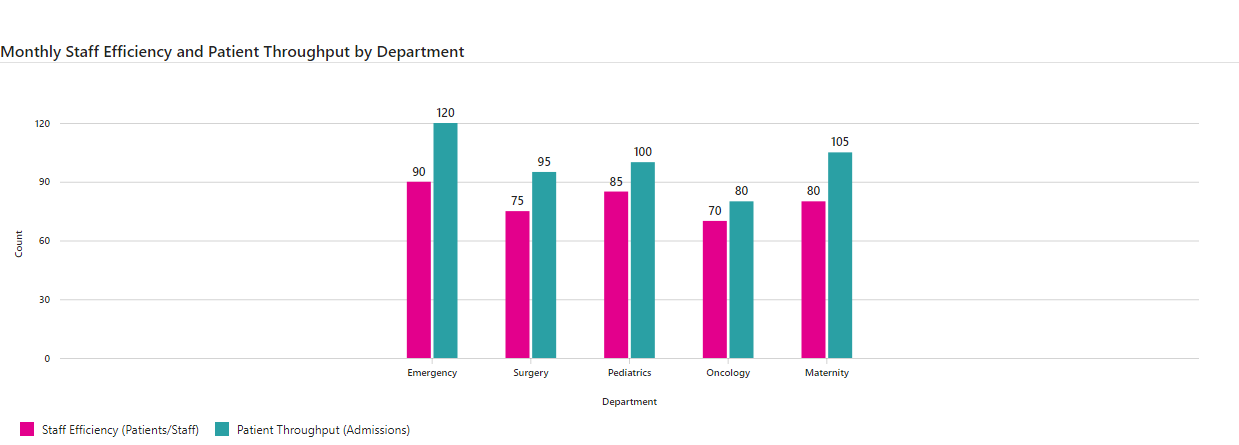 Monthly Staff Efficiency and Patient Throughput by Department
120
90
60
30
0
Count
90
120
75
95
85
100
70
80
80
105
Emergency
Surgery
Pediatrics
Oncology
Maternity
Department
Staff Efficiency (Patients/Staff)
Patient Throughput (Admissions)